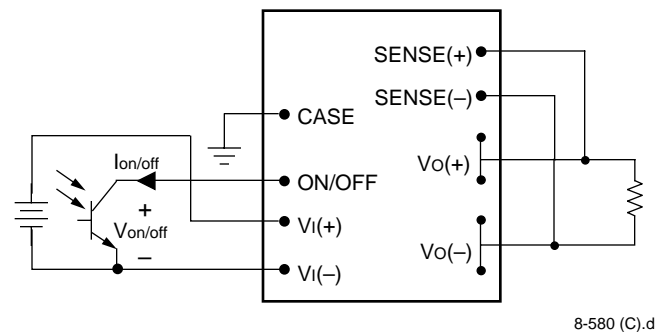 SENSE(+)
SENSE(–)
CASE
Ion/off
ON/OFF
VO(+)
+
Von/off
VI(+)
–
VO(–)
VI(–)
8-580 (C).d